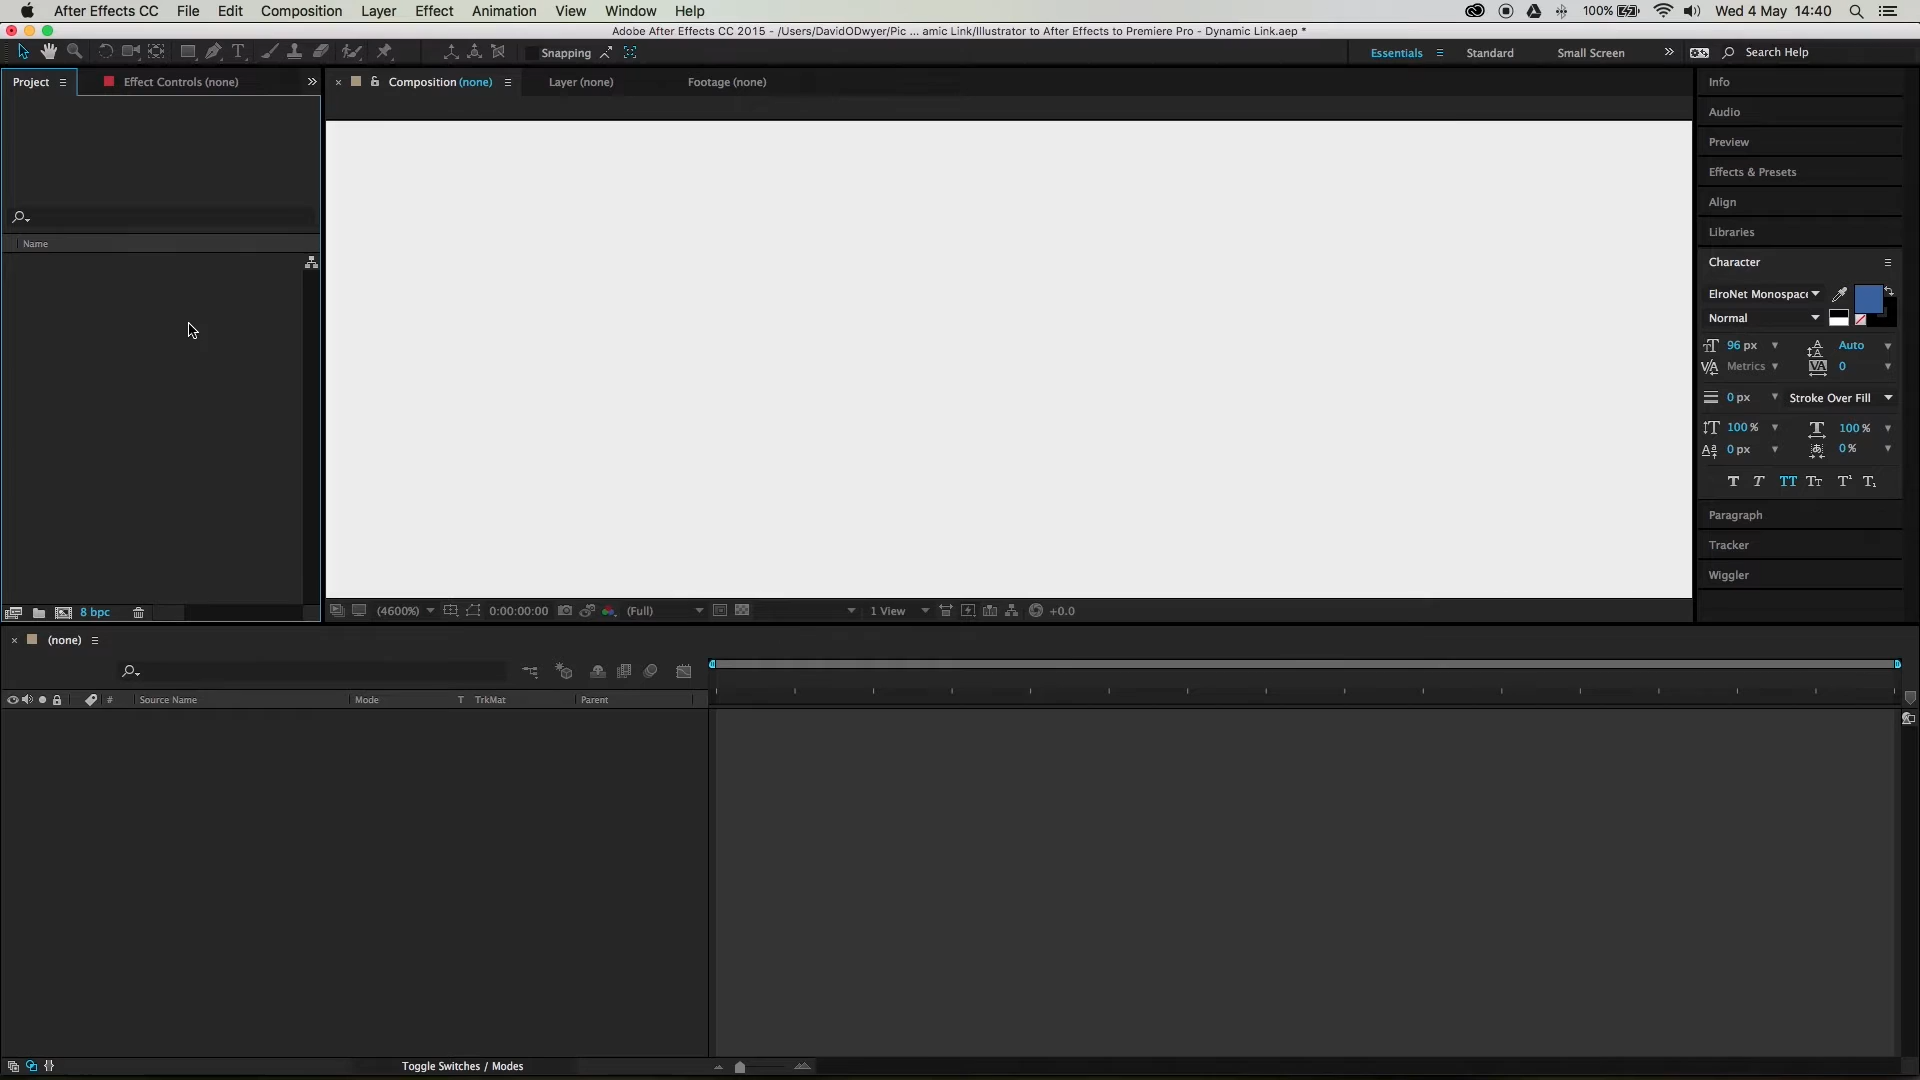 After Effects CC File Edit Composition Layer Effect Animation View Window Help 100% Wed 4 May 14:40
Adobe After Effects CC 2015 - /Users/DavidODwyer/Pic ... amic Link/Illustrator to After Effects to Premiere Pro - Dynamic Link.aep *
Snapping Essentials Standard Small Screen Search Help
Project Effect Controls (none) Composition (none) Layer (none) Footage (none) Info
Audio
Preview
Effects & Presets
Align
Libraries
Name
Character
ElroNet Monospac
Normal
96 px Auto
Metrics 0
0 px Stroke Over Fill
100 % 100 %
0 px 0 %
T T TT Tт T¹ T₁
Paragraph
Tracker
Wiggler
8 bpc (4600%) 0:00:00:00 (Full) 1 View +0.0
(none)
# Source Name Mode T TrkMat Parent
Toggle Switches / Modes